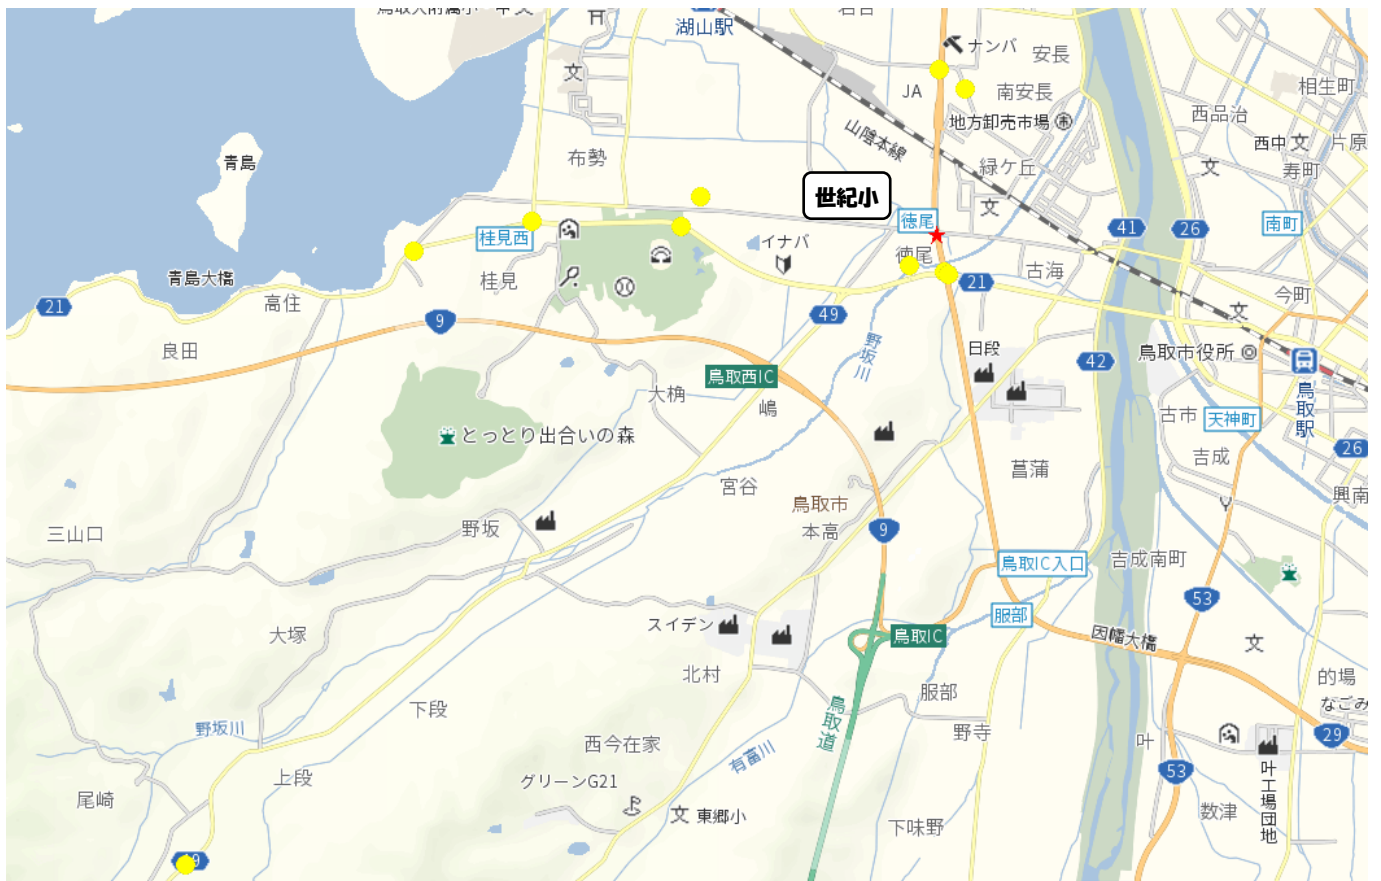 湖山駅
岩吉
ナンバ
安長
JA
南安長
相生町
西品治
地方卸売市場
山陰本線
西中
片原
青島
布勢
緑ケ丘
寿町
世紀小
徳尾
41
26
南町
桂見西
イナバ
徳尾
古海
青島大橋
桂見
21
高住
21
今町
9
49
野坂川
鳥取市役所
良田
日段
42
鳥取西IC
鳥取駅
大桷
嶋
古市
天神町
とっとり出合いの森
26
吉成
菖蒲
宮谷
興南
鳥取市
三山口
野坂
本高
9
吉成南町
鳥取IC入口
53
服部
スイデン
大塚
鳥取IC
因幡大橋
北村
的場
服部
なごみ
下段
鳥取道
野坂川
野寺
29
西今在家
叶
有富川
53
上段
グリーンG21
叶工場団地
尾崎
東郷小
数津
下味野